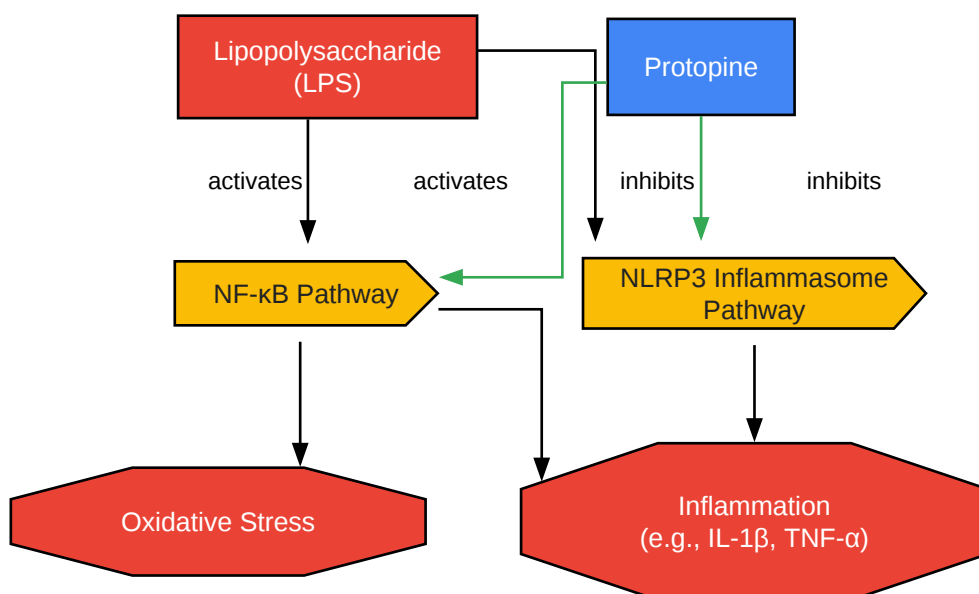 Lipopolysaccharide
(LPS)
Protopine
activates
activates
inhibits
inhibits
NF-κB Pathway
NLRP3 Inflammasome
Pathway
Oxidative Stress
Inflammation
(e.g., IL-1β, TNF-α)